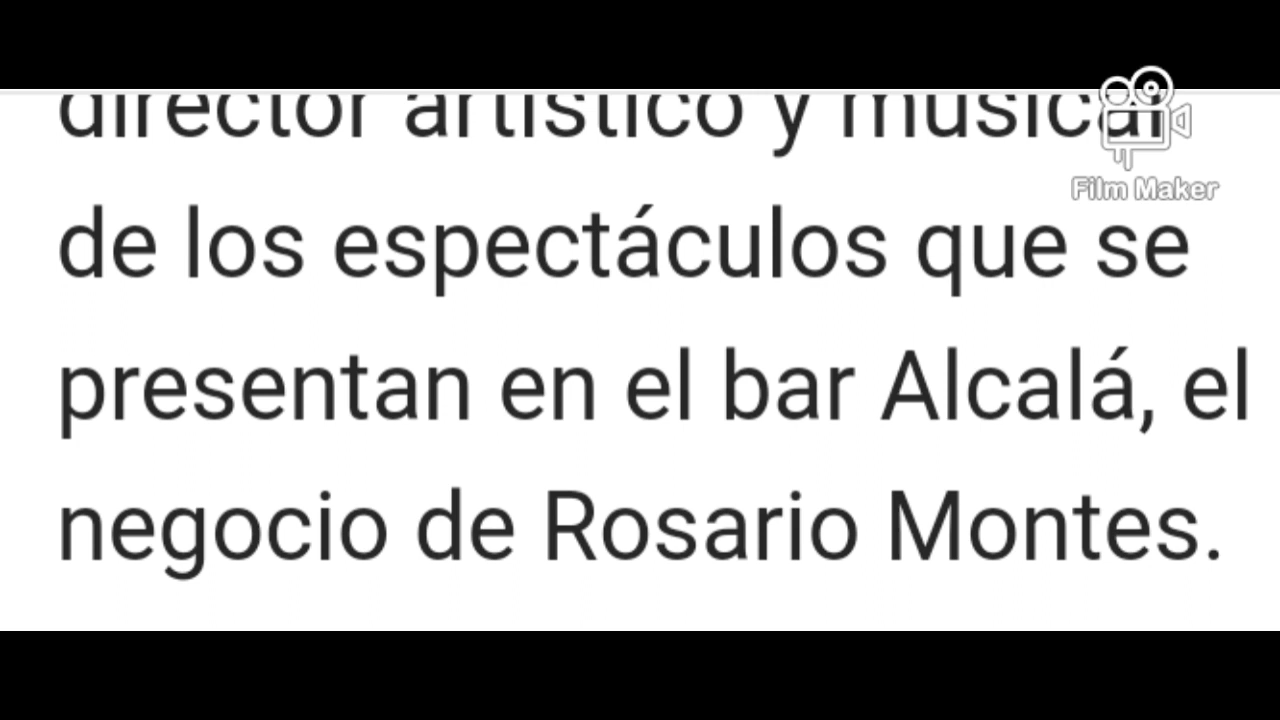 director artístico y musical
Film Maker
de los espectáculos que se
presentan en el bar Alcalá, el
negocio de Rosario Montes.